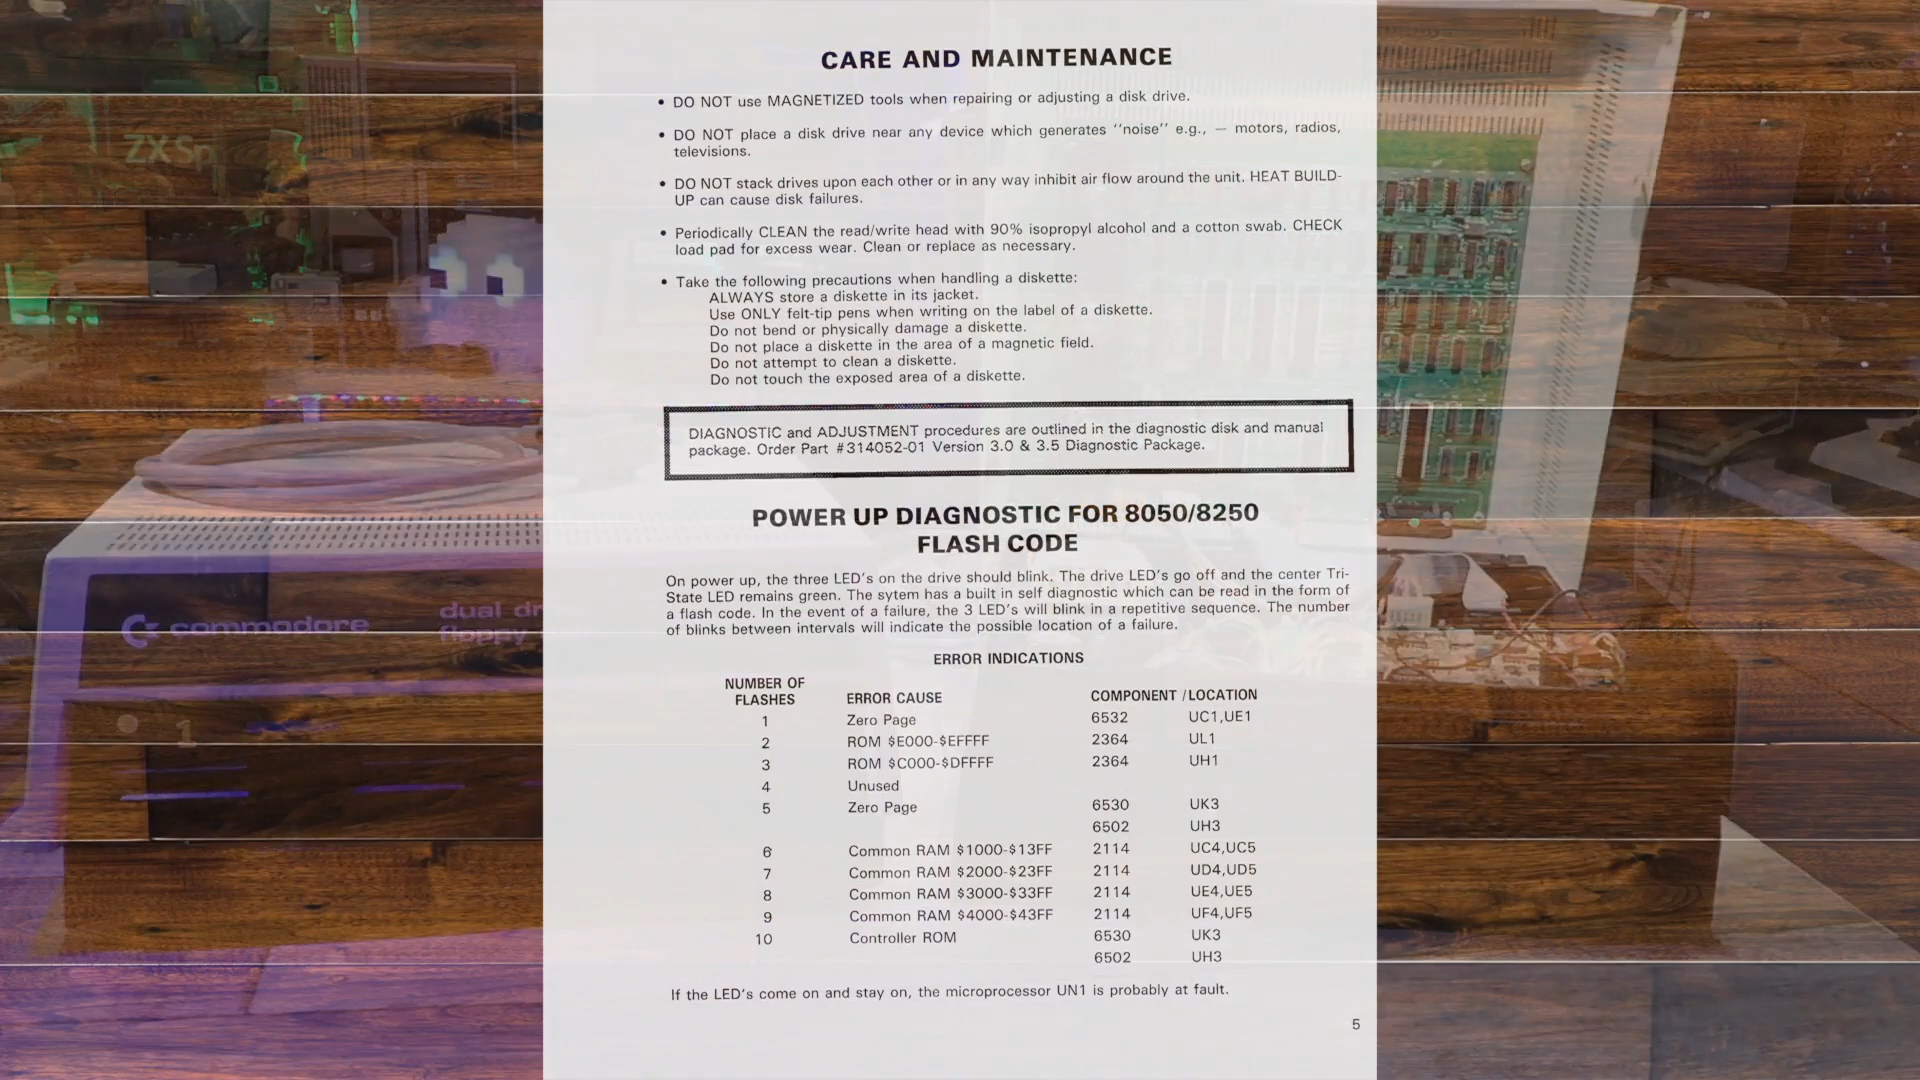 CARE AND MAINTENANCE
• DO NOT use MAGNETIZED tools when repairing or adjusting a disk drive.
• DO NOT place a disk drive near any device which generates ''noise'' e.g., — motors, radios,
televisions.
• DO NOT stack drives upon each other or in any way inhibit air flow around the unit. HEAT BUILD-
UP can cause disk failures.
• Periodically CLEAN the read/write head with 90% isopropyl alcohol and a cotton swab. CHECK
load pad for excess wear. Clean or replace as necessary.
• Take the following precautions when handling a diskette:
ALWAYS store a diskette in its jacket.
Use ONLY felt-tip pens when writing on the label of a diskette.
Do not bend or physically damage a diskette.
Do not place a diskette in the area of a magnetic field.
Do not attempt to clean a diskette.
Do not touch the exposed area of a diskette.
DIAGNOSTIC and ADJUSTMENT procedures are outlined in the diagnostic disk and manual
package. Order Part #314052-01 Version 3.0 & 3.5 Diagnostic Package.
POWER UP DIAGNOSTIC FOR 8050/8250
FLASH CODE
On power up, the three LED's on the drive should blink. The drive LED's go off and the center Tri-
State LED remains green. The sytem has a built in self diagnostic which can be read in the form of
a flash code. In the event of a failure, the 3 LED's will blink in a repetitive sequence. The number
of blinks between intervals will indicate the possible location of a failure.
ERROR INDICATIONS
NUMBER OF
FLASHES ERROR CAUSE COMPONENT /LOCATION
1 Zero Page 6532 UC1,UE1
2 ROM $E000-$EFFFF 2364 UL1
3 ROM $C000-$DFFFF 2364 UH1
4 Unused
5 Zero Page 6530 UK3
6502 UH3
6 Common RAM $1000-$13FF 2114 UC4,UC5
7 Common RAM $2000-$23FF 2114 UD4,UD5
8 Common RAM $3000-$33FF 2114 UE4,UE5
9 Common RAM $4000-$43FF 2114 UF4,UF5
10 Controller ROM 6530 UK3
6502 UH3
If the LED's come on and stay on, the microprocessor UN1 is probably at fault.
5
ZX Sp
commodore
dual dr
floppy
1